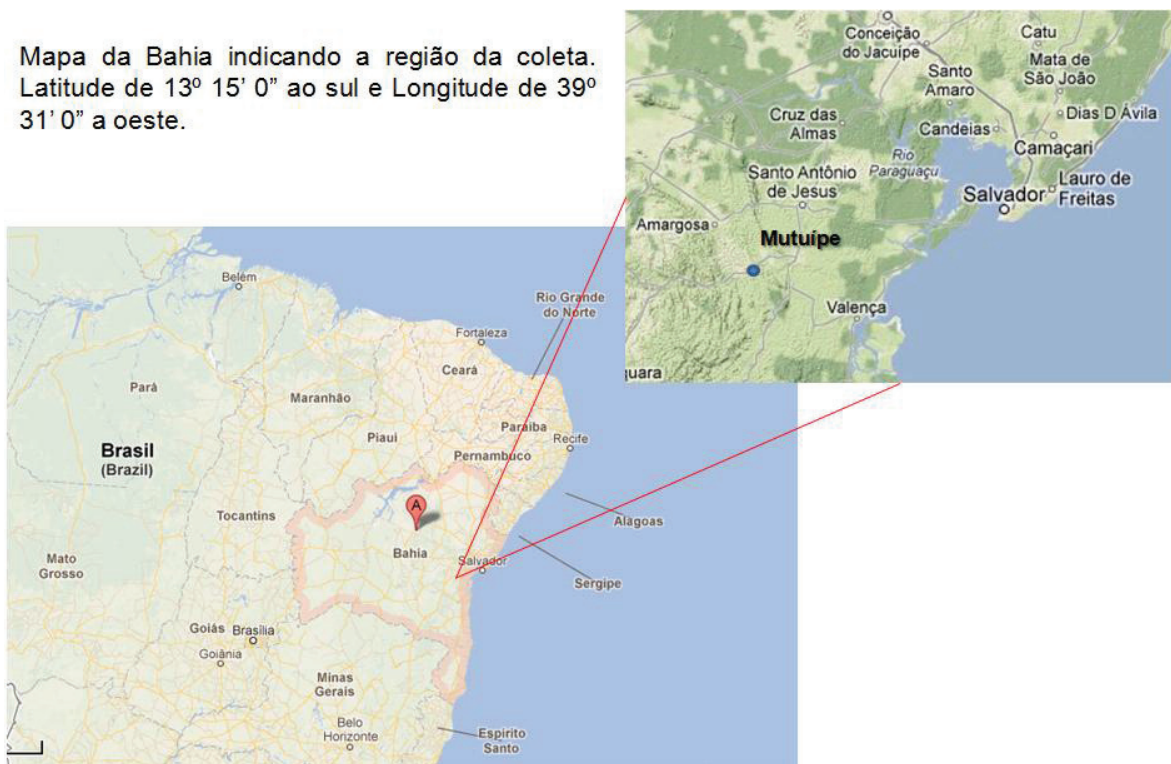 Mapa da Bahia indicando a região da coleta.
Latitude de 13º 15’ 0” ao sul e Longitude de 39º
31’ 0” a oeste.
Conceição
do Jacuípe
Catu
Mata de
São João
Santo
Amaro
Dias D Ávila
Cruz das
Almas
Candeias
Camaçari
Rio
Paraguaçu
Santo Antônio
de Jesus
Lauro de
Freitas
Salvador
Amargosa
Mutuípe
Valença
quara
Belém
Rio Grande
do Norte
Fortaleza
Ceará
Pará
Maranhão
Paraiba
Piaui
Recife
Brasil
(Brazil)
Pernambuco
A
Tocantins
Alagoas
Bahia
Mato
Grosso
Salvador
Sergipe
Goiás
Brasília
Goiânia
Minas
Gerais
Belo
Horizonte
Espirito
Santo